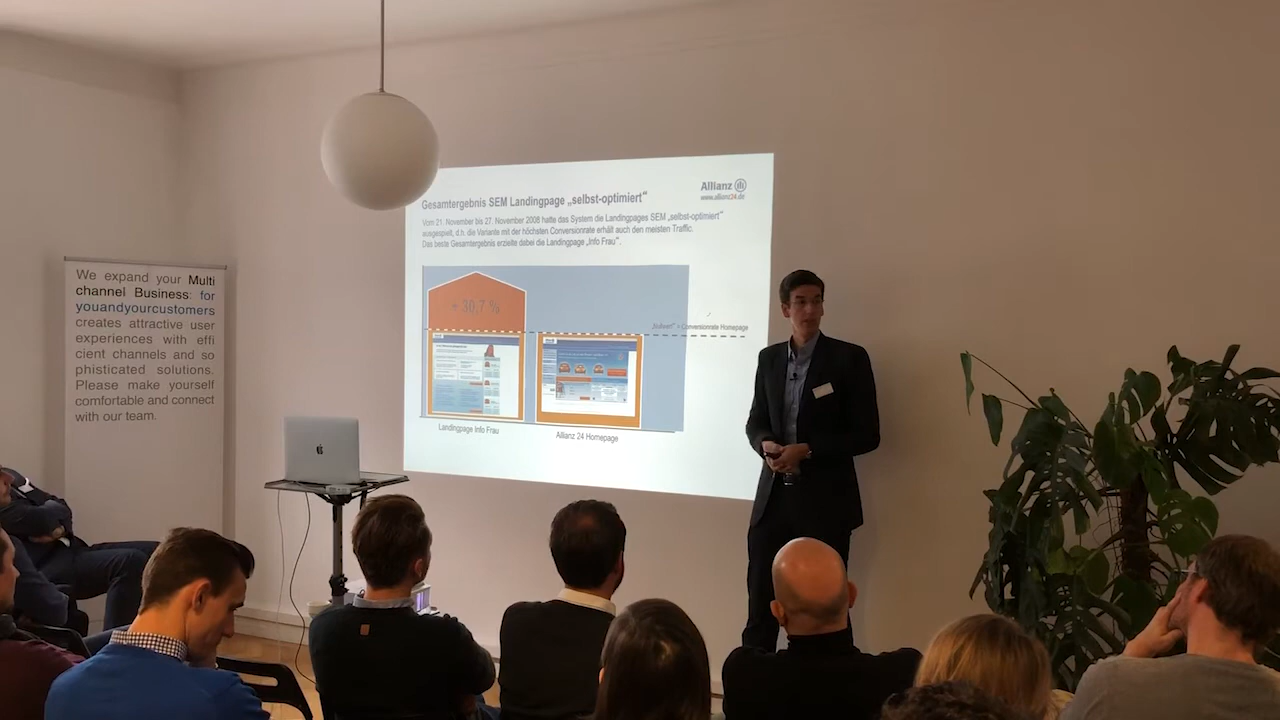 We expand your Multi
channel Business: for
youandyourcustomers
creates attractive user
experiences with effi
cient channels and so
phisticated solutions.
Please make yourself
comfortable and connect
with our team.
Allianz
www.allianz24.de
Gesamtergebnis SEM Landingpage „selbst-optimiert“
Vom 21. November bis 27. November 2008 hatte das System die Landingpages SEM „selbst-optimiert“
ausgespielt, d.h. die Variante mit der höchsten Conversionrate erhält auch den meisten Traffic.
Das beste Gesamtergebnis erzielte dabei die Landingpage „Info Frau“.
+ 30,7 %
„Nullwert“ = Conversionrate Homepage
Landingpage Info Frau
Allianz 24 Homepage